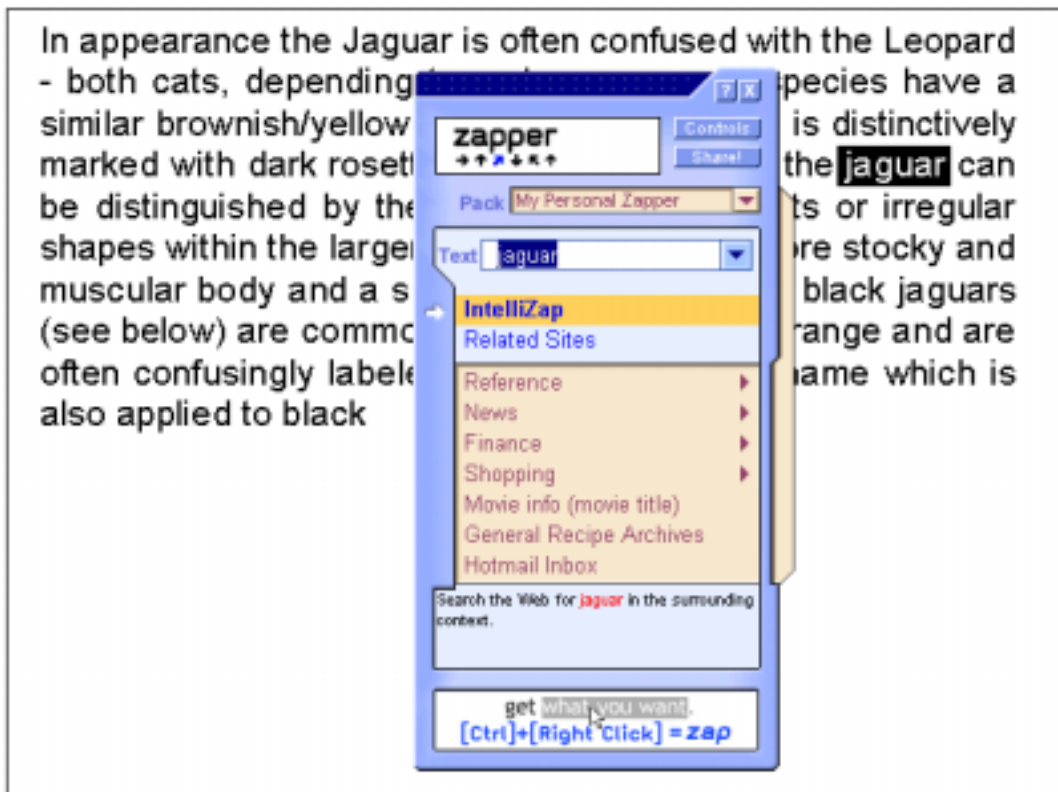 In appearance the Jaguar is often confused with the Leopard
- both cats, depending pecies have a
similar brownish/yellow is distinctively
marked with dark rosett the jaguar can
be distinguished by the ts or irregular
shapes within the larger re stocky and
muscular body and a s black jaguars
(see below) are commo range and are
often confusingly labele name which is
also applied to black
? X
zapper
Controls
Share!
Pack My Personal Zapper
Text jaguar
IntelliZap
Related Sites
Reference
News
Finance
Shopping
Movie info (movie title)
General Recipe Archives
Hotmail Inbox
Search the Web for jaguar in the surrounding
context.
get what you want.
[Ctrl]+[Right Click] = zap